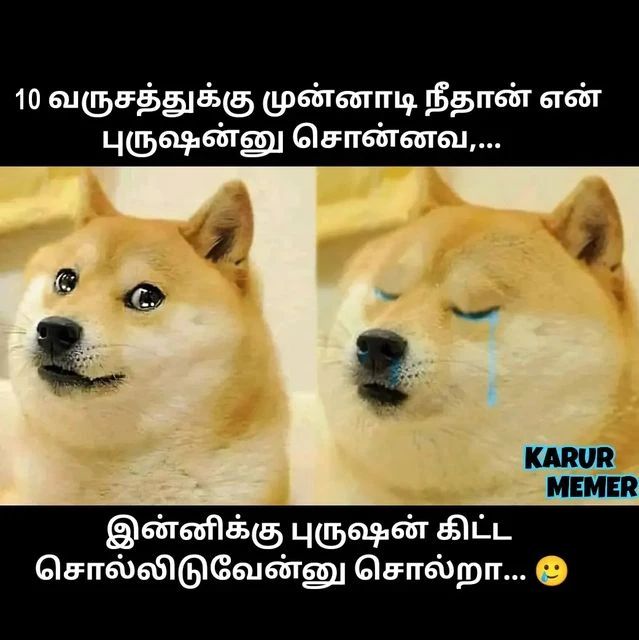 10 வருசத்துக்கு முன்னாடி நீதான் என்
புருஷன்னு சொன்னவ,...
KARUR
MEMER
இன்னிக்கு புருஷன் கிட்ட
சொல்லிடுவேன்னு சொல்றா... 🥲